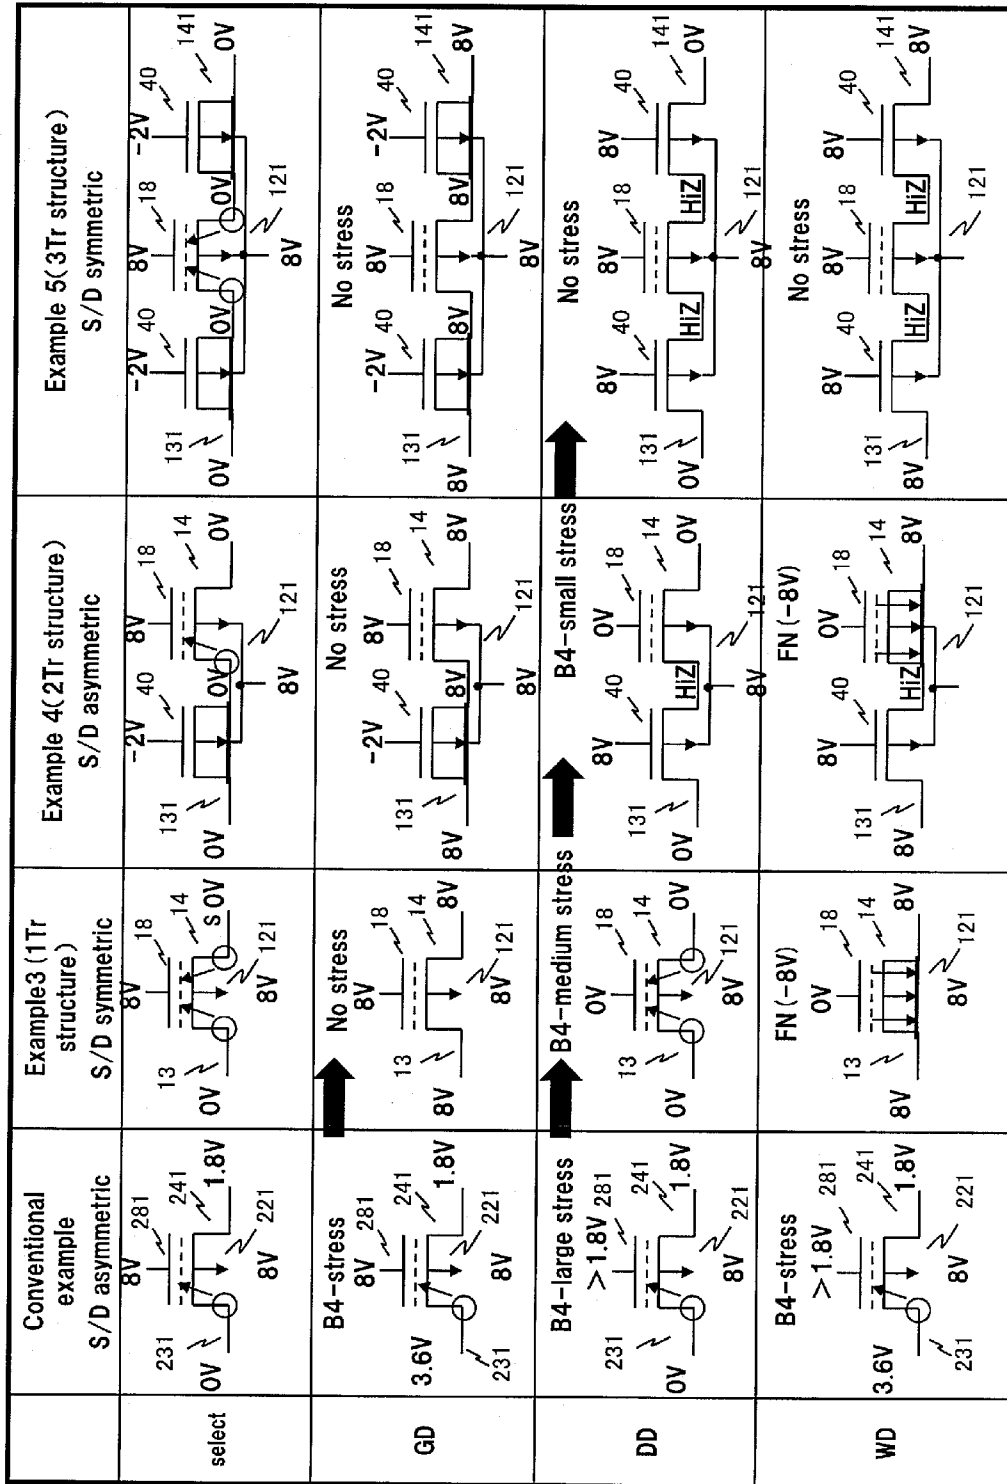 Conventional
example
S/D asymmetric
Example3 (1Tr
structure)
S/D symmetric
Example 4(2Tr structure)
S/D asymmetric
Example 5(3Tr structure)
S/D symmetric
select
8V 281
241
231
0V
1.8V
221
8V
8V 18
14
13
0V
S 0V
121
8V
-2V 40
8V 18
14
131
0V
0V
0V
121
8V
-2V 40
8V 18
-2V 40
141
131
0V
0V
0V
0V
121
8V
GD
B4-stress
8V 281
241
3.6V
231
1.8V
221
8V
No stress
8V 18
14
13
8V
8V
121
8V
No stress
-2V 40
8V 18
14
131
8V
8V
8V
121
8V
No stress
-2V 40
8V 18
-2V 40
141
131
8V
8V
8V
8V
121
8V
DD
B4-large stress
>1.8V 281
241
231
0V
1.8V
221
8V
B4-medium stress
0V 18
14
13
0V
0V
121
8V
B4-small stress
8V 40
0V 18
14
131
0V
HiZ
0V
121
8V
No stress
8V 40
8V 18
8V 40
141
131
0V
HiZ
HiZ
0V
121
8V
WD
B4-stress
>1.8V 281
241
3.6V
231
1.8V
221
8V
FN(-8V)
0V 18
14
13
8V
8V
121
8V
FN(-8V)
8V 40
0V 18
14
131
8V
HiZ
8V
121
No stress
8V 40
8V 18
8V 40
141
131
8V
HiZ
HiZ
8V
121